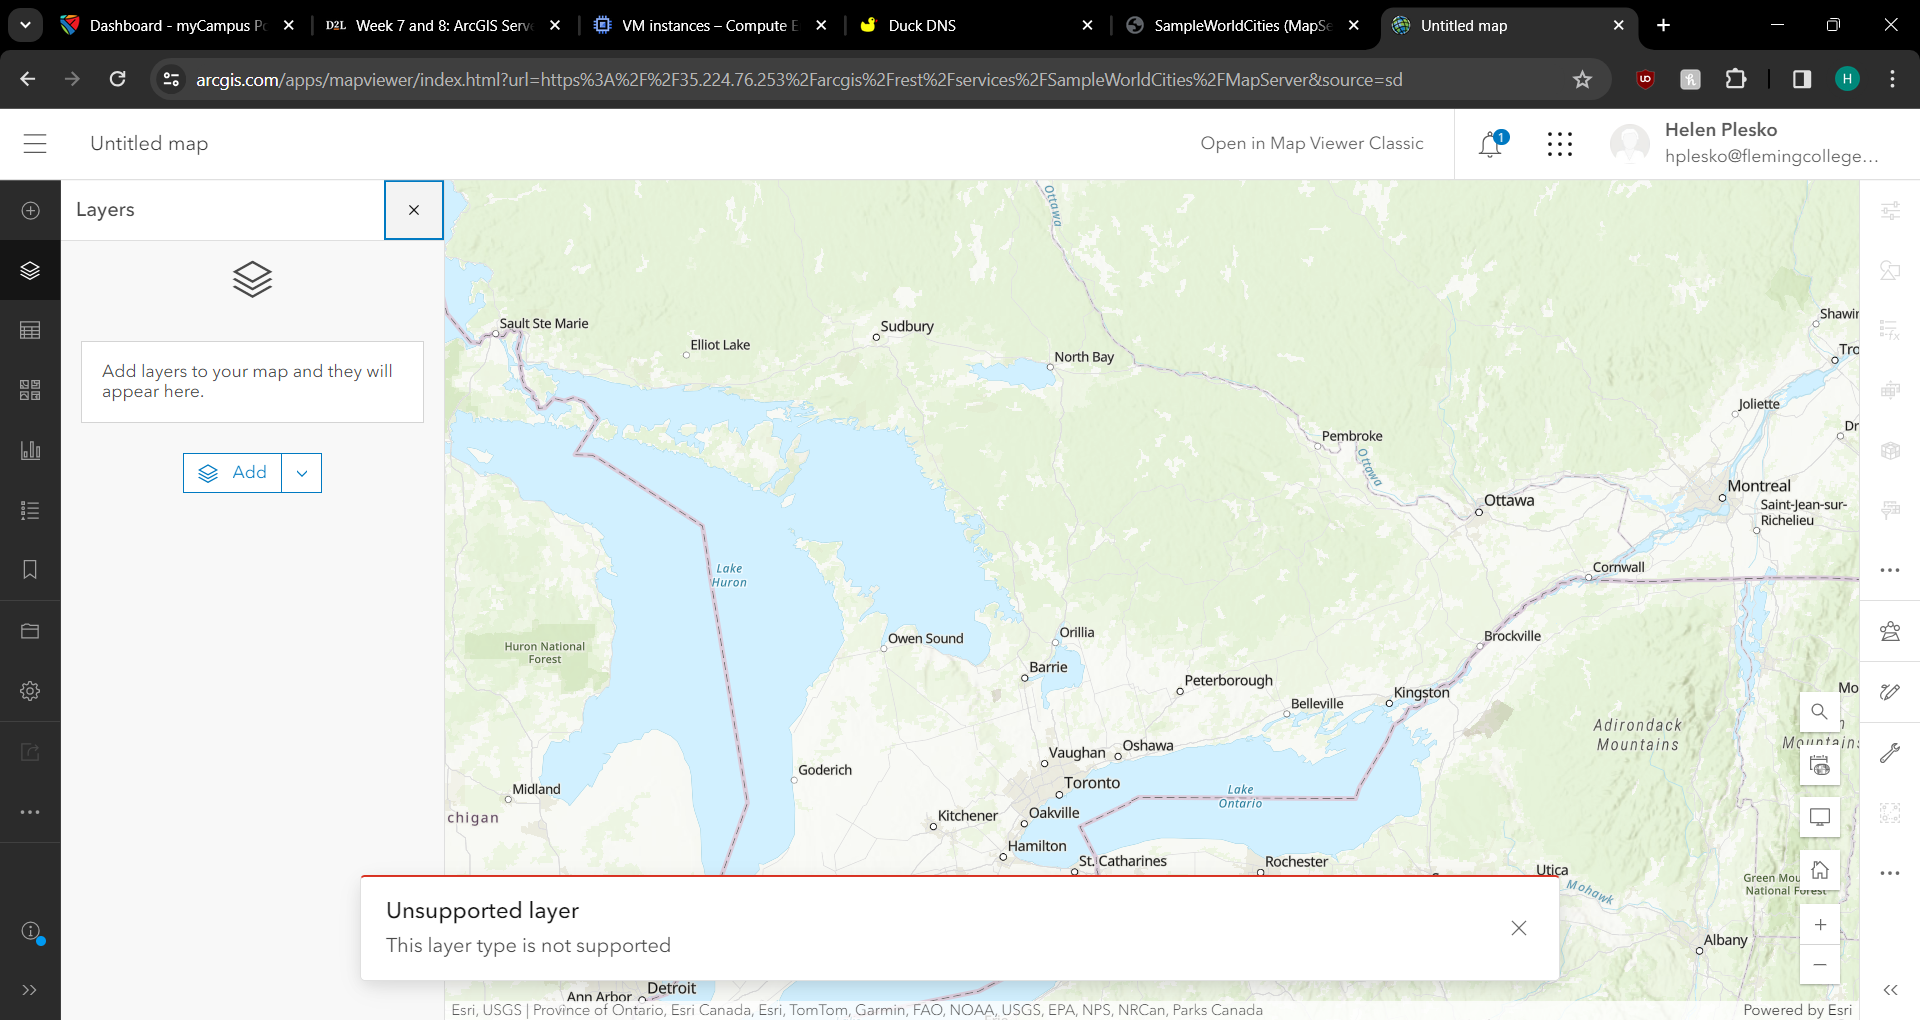 Dashboard - myCampus Po
D2L Week 7 and 8: ArcGIS Serve
VM instances – Compute E
Duck DNS
SampleWorldCities (MapSe
Untitled map
arcgis.com/apps/mapviewer/index.html?url=https%3A%2F%2F35.224.76.253%2Farcgis%2Frest%2Fservices%2FSampleWorldCities%2FMapServer&source=sd
H
Untitled map
Open in Map Viewer Classic
1
Helen Plesko
hplesko@flemingcollege...
Layers
Add layers to your map and they will
appear here.
Add
Ottawa
Sault Ste Marie
Elliot Lake
Sudbury
North Bay
Shawin
Tro
Joliette
Dr
Pembroke
Ottawa
Ottawa
Montreal
Saint-Jean-sur-
Richelieu
Cornwall
Lake
Huron
Huron National
Forest
Owen Sound
Orillia
Barrie
Brockville
Peterborough
Belleville
Kingston
Mo
Adirondack
Mountains
Mountains
Vaughan
Oshawa
Goderich
Toronto
Lake
Ontario
Midland
chigan
Kitchener
Oakville
Hamilton
St. Catharines
Rochester
Utica
Mohawk
Green Mou
National Forest
Albany
Unsupported layer
This layer type is not supported
Ann Arbor
Detroit
Esri, USGS | Province of Ontario, Esri Canada, Esri, TomTom, Garmin, FAO, NOAA, USGS, EPA, NPS, NRCan, Parks Canada
Powered by Esri